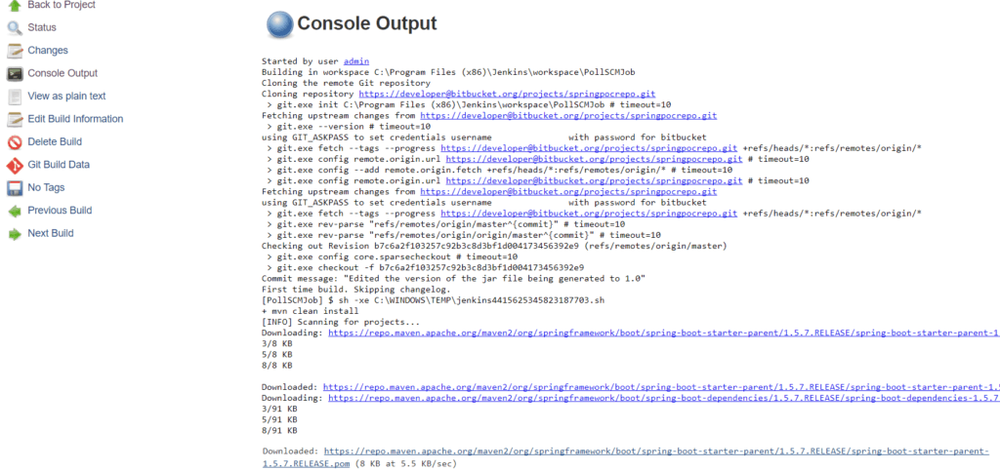 Back to Project
Status
Changes
Console Output
View as plain text
Edit Build Information
Delete Build
Git Build Data
No Tags
Previous Build
Next Build
Console Output
Started by user admin
Building in workspace C:\Program Files (x86)\Jenkins\workspace\PollSCMJob
Cloning the remote Git repository
Cloning repository https://developer@bitbucket.org/projects/springpocrepo.git
> git.exe init C:\Program Files (x86)\Jenkins\workspace\PollSCMJob # timeout=10
Fetching upstream changes from https://developer@bitbucket.org/projects/springpocrepo.git
> git.exe --version # timeout=10
using GIT_ASKPASS to set credentials username with password for bitbucket
> git.exe fetch --tags --progress https://developer@bitbucket.org/projects/springpocrepo.git +refs/heads/*:refs/remotes/origin/*
> git.exe config remote.origin.url https://developer@bitbucket.org/projects/springpocrepo.git # timeout=10
> git.exe config --add remote.origin.fetch +refs/heads/*:refs/remotes/origin/* # timeout=10
> git.exe config remote.origin.url https://developer@bitbucket.org/projects/springpocrepo.git # timeout=10
Fetching upstream changes from https://developer@bitbucket.org/projects/springpocrepo.git
using GIT_ASKPASS to set credentials username with password for bitbucket
> git.exe fetch --tags --progress https://developer@bitbucket.org/projects/springpocrepo.git +refs/heads/*:refs/remotes/origin/*
> git.exe rev-parse "refs/remotes/origin/master^{commit}" # timeout=10
> git.exe rev-parse "refs/remotes/origin/origin/master^{commit}" # timeout=10
Checking out Revision b7c6a2f103257c92b3c8d3bf1d004173456392e9 (refs/remotes/origin/master)
> git.exe config core.sparsecheckout # timeout=10
> git.exe checkout -f b7c6a2f103257c92b3c8d3bf1d004173456392e9
Commit message: "Edited the version of the jar file being generated to 1.0"
First time build. Skipping changelog.
[PollSCMJob] $ sh -xe C:\WINDOWS\TEMP\jenkins4415625345823187703.sh
+ mvn clean install
[INFO] Scanning for projects...
Downloading: https://repo.maven.apache.org/maven2/org/springframework/boot/spring-boot-starter-parent/1.5.7.RELEASE/spring-boot-starter-parent-1
3/8 KB
5/8 KB
8/8 KB
Downloaded: https://repo.maven.apache.org/maven2/org/springframework/boot/spring-boot-starter-parent/1.5.7.RELEASE/spring-boot-starter-parent-1.5
Downloading: https://repo.maven.apache.org/maven2/org/springframework/boot/spring-boot-dependencies/1.5.7.RELEASE/spring-boot-dependencies-1.5.7
3/91 KB
5/91 KB
8/91 KB
Downloaded: https://repo.maven.apache.org/maven2/org/springframework/boot/spring-boot-starter-parent/1.5.7.RELEASE/spring-boot-starter-parent-
1.5.7.RELEASE.pom (8 KB at 5.5 KB/sec)